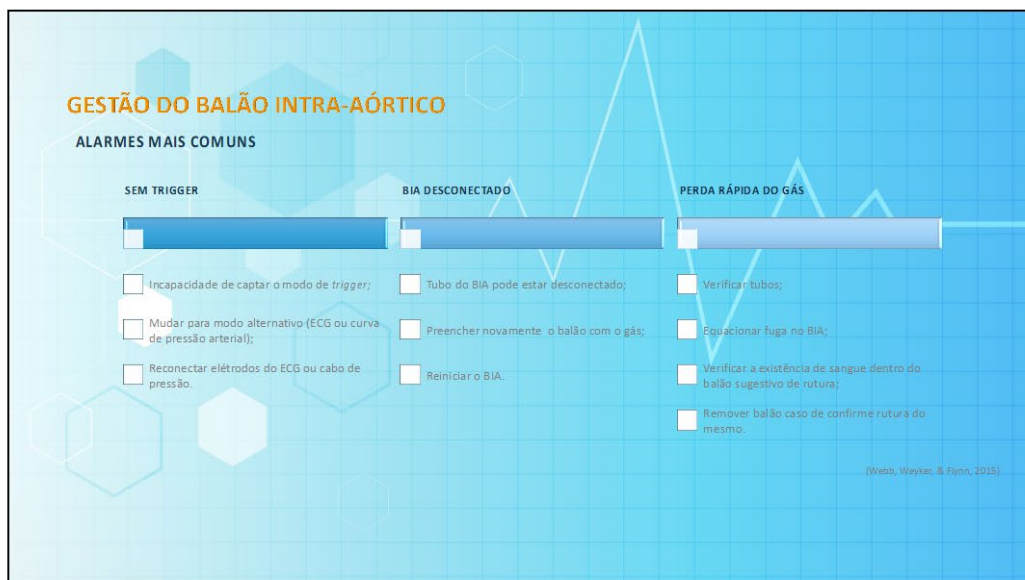 GESTÃO DO BALÃO INTRA-AÓRTICO
ALARMES MAIS COMUNS
SEM TRIGGER
Incapacidade de captar o modo de trigger;
Mudar para modo alternativo (ECG ou curva
de pressão arterial);
Reconectar elétrodos do ECG ou cabo de
pressão.
BIA DESCONECTADO
Tubo do BIA pode estar desconectado;
Preencher novamente o balão com o gás;
Reiniciar o BIA.
PERDA RÁPIDA DO GÁS
Verificar tubos;
Equacionar fuga no BIA;
Verificar a existência de sangue dentro do
balão sugestivo de rutura;
Remover balão caso de confirme rutura do
mesmo.
(Webb, Weyker, & Flynn, 2015)